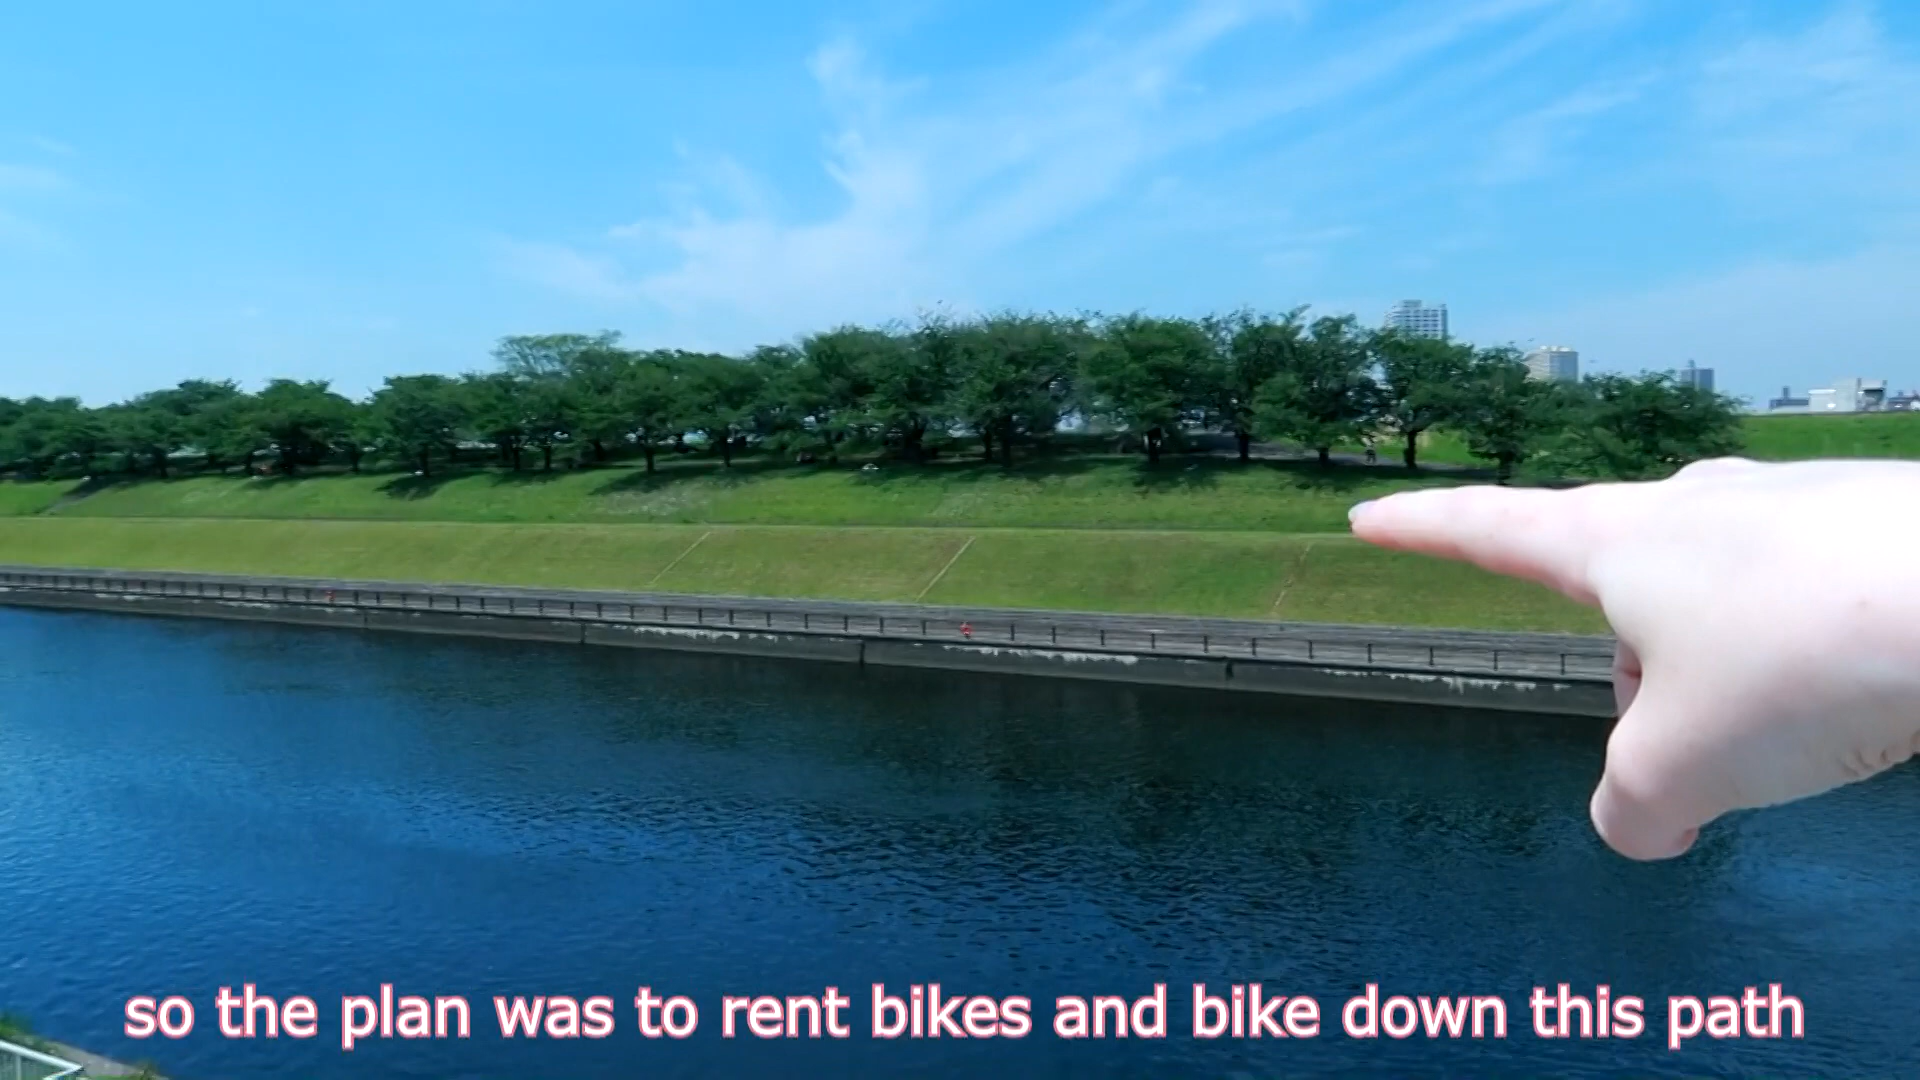 so the plan was to rent bikes and bike down this path